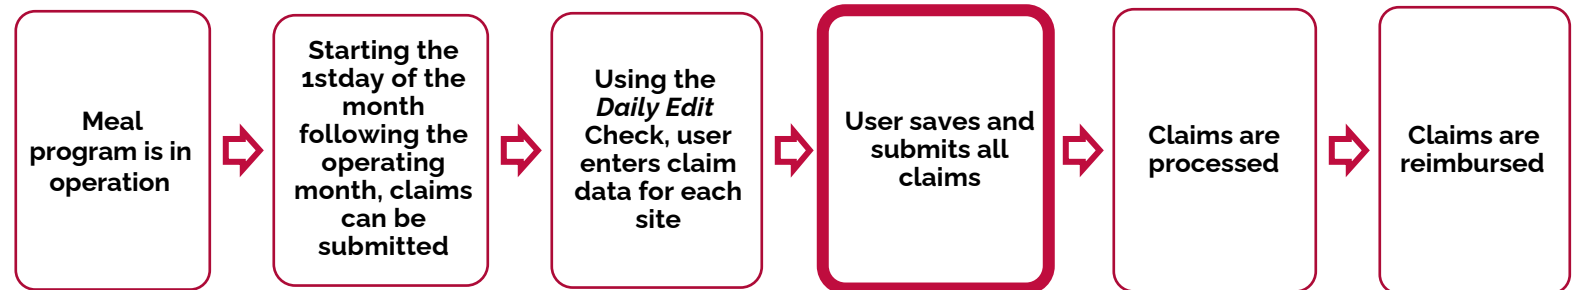 Meal
program is in
operation
Starting the
1stday of the
month
following the
operating
month, claims
can be
submitted
Using the
Daily Edit
Check, user
enters claim
data for each
site
User saves and
submits all
claims
Claims are
processed
Claims are
reimbursed